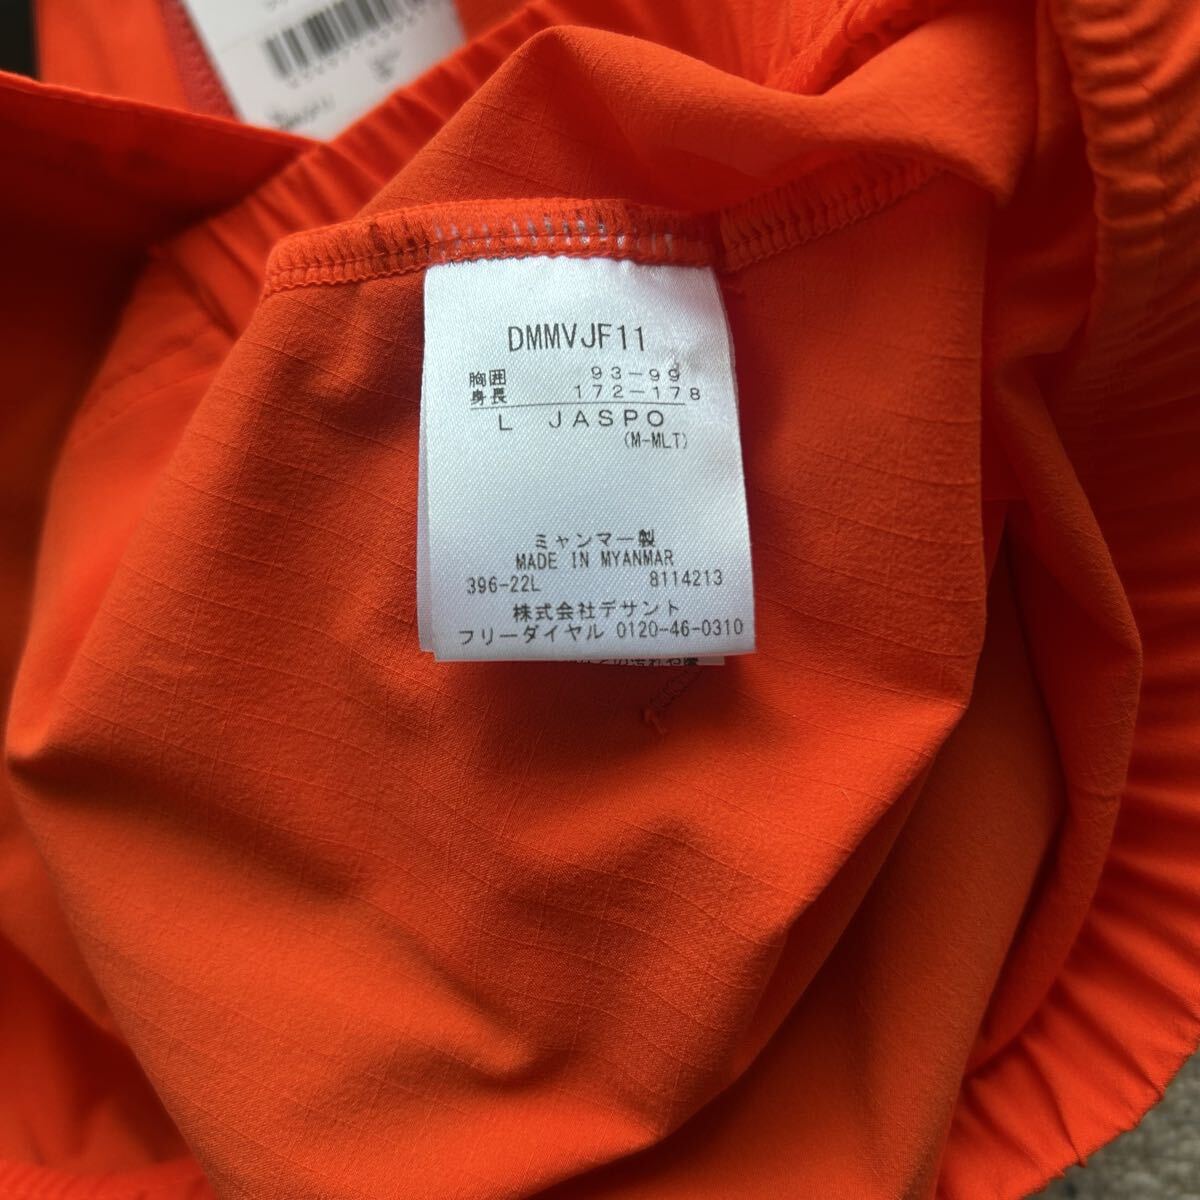 DMMVJF11
胸囲 93-99
身長 172-178
L JASPO
(M-MLT)
ミャンマー製
MADE IN MYANMAR
396-22L 8114213
株式会社デサント
フリーダイヤル 0120-46-0310